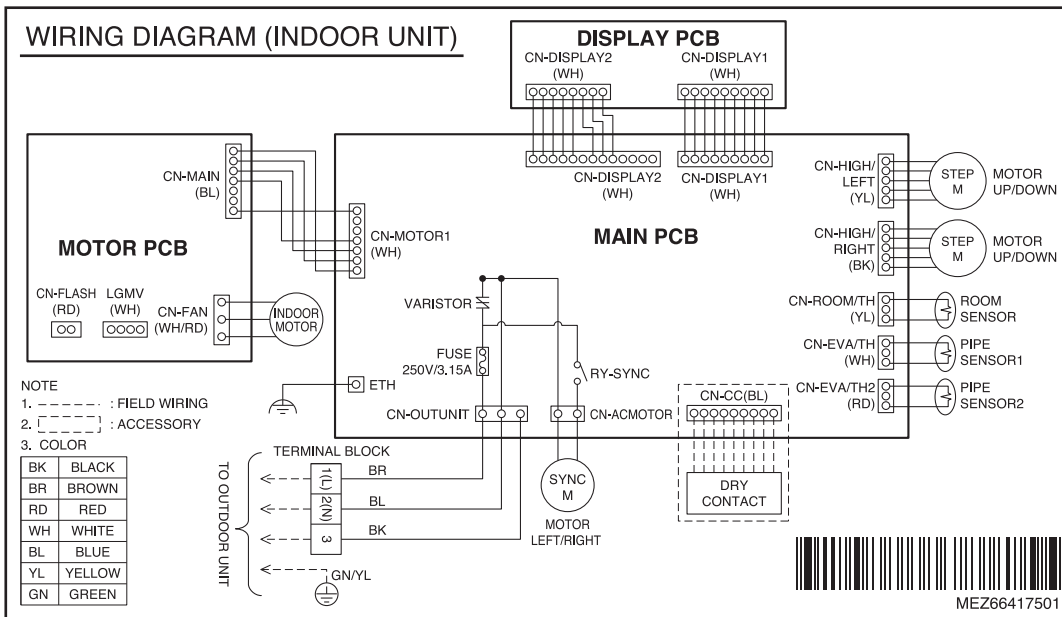 WIRING DIAGRAM (INDOOR UNIT)
DISPLAY PCB
CN-DISPLAY2
(WH)
CN-DISPLAY1
(WH)
CN-DISPLAY2
(WH)
CN-DISPLAY1
(WH)
CN-MAIN
(BL)
MOTOR PCB
CN-FLASH
(RD)
LGMV
(WH)
CN-FAN
(WH/RD)
INDOOR
MOTOR
CN-MOTOR1
(WH)
MAIN PCB
VARISTOR
FUSE
250V/3.15A
RY-SYNC
ETH
CN-OUTUNIT
CN-ACMOTOR
CN-CC(BL)
CN-HIGH/
LEFT
(YL)
STEP
M
MOTOR
UP/DOWN
CN-HIGH/
RIGHT
(BK)
STEP
M
MOTOR
UP/DOWN
CN-ROOM/TH
(YL)
ROOM
SENSOR
CN-EVA/TH
(WH)
PIPE
SENSOR1
CN-EVA/TH2
(RD)
PIPE
SENSOR2
NOTE
1. : FIELD WIRING
2. : ACCESSORY
3. COLOR
BK BLACK
BR BROWN
RD RED
WH WHITE
BL BLUE
YL YELLOW
GN GREEN
TO OUTDOOR UNIT
TERMINAL BLOCK
1(L)
BR
2(N)
BL
3
BK
GN/YL
SYNC
M
MOTOR
LEFT/RIGHT
DRY
CONTACT
MEZ66417501